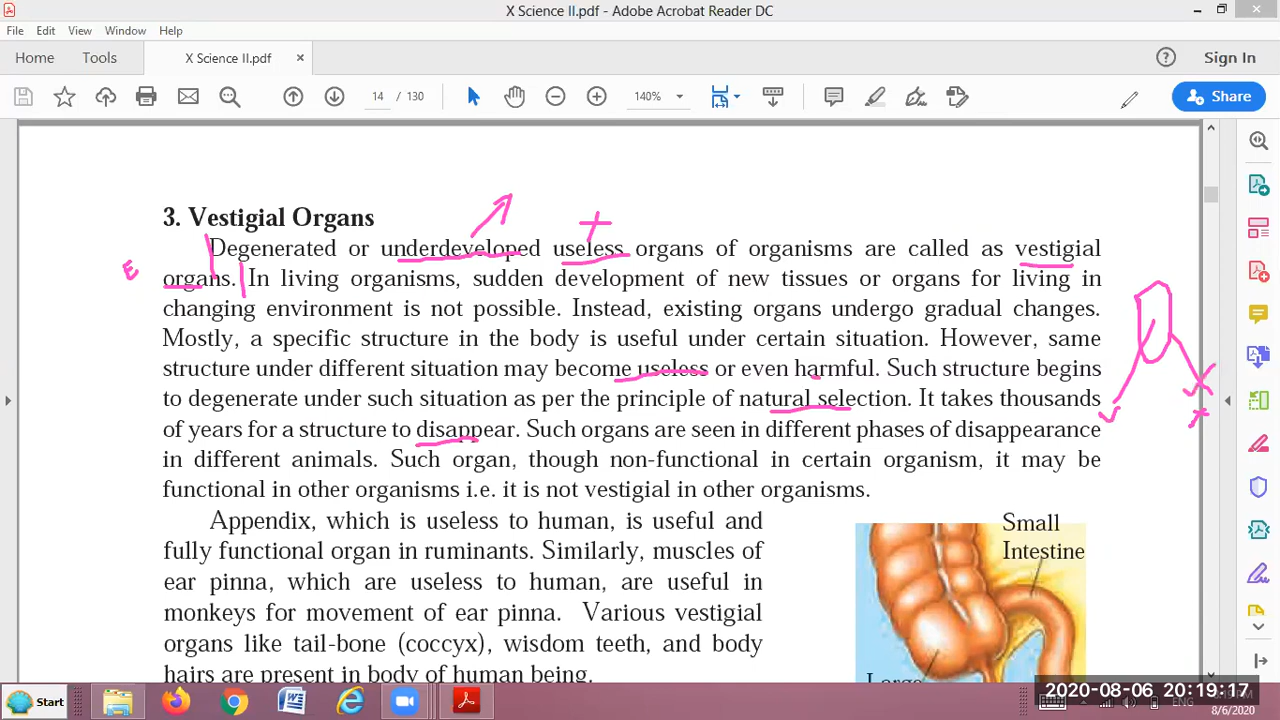 X Science II.pdf - Adobe Acrobat Reader DC
File Edit View Window Help
Home Tools X Science II.pdf × Sign In
14 / 130 140% Share
3. Vestigial Organs
Degenerated or underdeveloped useless organs of organisms are called as vestigial
organs. In living organisms, sudden development of new tissues or organs for living in
changing environment is not possible. Instead, existing organs undergo gradual changes.
Mostly, a specific structure in the body is useful under certain situation. However, same
structure under different situation may become useless or even harmful. Such structure begins
to degenerate under such situation as per the principle of natural selection. It takes thousands
of years for a structure to disappear. Such organs are seen in different phases of disappearance
in different animals. Such organ, though non-functional in certain organism, it may be
functional in other organisms i.e. it is not vestigial in other organisms.
Appendix, which is useless to human, is useful and
fully functional organ in ruminants. Similarly, muscles of
ear pinna, which are useless to human, are useful in
monkeys for movement of ear pinna. Various vestigial
organs like tail-bone (coccyx), wisdom teeth, and body
hairs are present in body of human being.
Small
Intestine
Large
Start
2020-08-06 20:19:17
ENG 8/6/2020